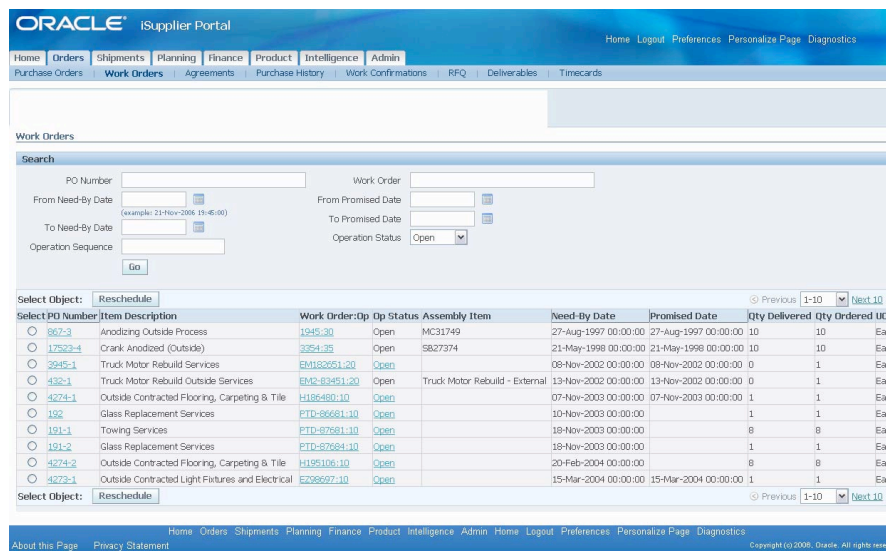 ORACLE® iSupplier Portal
Home Logout Preferences Personalize Page Diagnostics
Home Orders Shipments Planning Finance Product Intelligence Admin
Purchase Orders | Work Orders | Agreements | Purchase History | Work Confirmations | RFQ | Deliverables | Timecards
Work Orders
Search
PO Number Work Order
From Need-By Date From Promised Date
(example: 21-Nov-2006 19:45:00)
To Need-By Date To Promised Date
Operation Sequence Operation Status Open
Go
Select Object: Reschedule Previous 1-10 Next 10
Select PO Number Item Description Work Order:Op Op Status Assembly Item Need-By Date Promised Date Qty Delivered Qty Ordered UO
867-3 Anodizing Outside Process 1945:30 Open MC31749 27-Aug-1997 00:00:00 27-Aug-1997 00:00:00 10 10 Ea
17523-4 Crank Anodized (Outside) 3354:35 Open SB27374 21-May-1998 00:00:00 21-May-1998 00:00:00 10 10 Ea
3945-1 Truck Motor Rebuild Services EM182651:20 Open 08-Nov-2002 00:00:00 08-Nov-2002 00:00:00 0 1 Ea
432-1 Truck Motor Rebuild Outside Services EM2-83451:20 Open Truck Motor Rebuild - External 13-Nov-2002 00:00:00 13-Nov-2002 00:00:00 0 1 Ea
4274-1 Outside Contracted Flooring, Carpeting & Tile H186480:10 Open 07-Nov-2003 00:00:00 07-Nov-2003 00:00:00 1 1 Ea
192 Glass Replacement Services PTD-86681:10 Open 10-Nov-2003 00:00:00 1 1 Ea
191-1 Towing Services PTD-87681:10 Open 18-Nov-2003 00:00:00 8 8 Ea
191-2 Glass Replacement Services PTD-87684:10 Open 18-Nov-2003 00:00:00 1 1 Ea
4274-2 Outside Contracted Flooring, Carpeting & Tile H195106:10 Open 20-Feb-2004 00:00:00 8 8 Ea
4273-1 Outside Contracted Light Fixtures and Electrical EZ98697:10 Open 15-Mar-2004 00:00:00 15-Mar-2004 00:00:00 1 1 Ea
Select Object: Reschedule Previous 1-10 Next 10
Home Orders Shipments Planning Finance Product Intelligence Admin Home Logout Preferences Personalize Page Diagnostics
About this Page Privacy Statement Copyright (c) 2006, Oracle. All rights rese